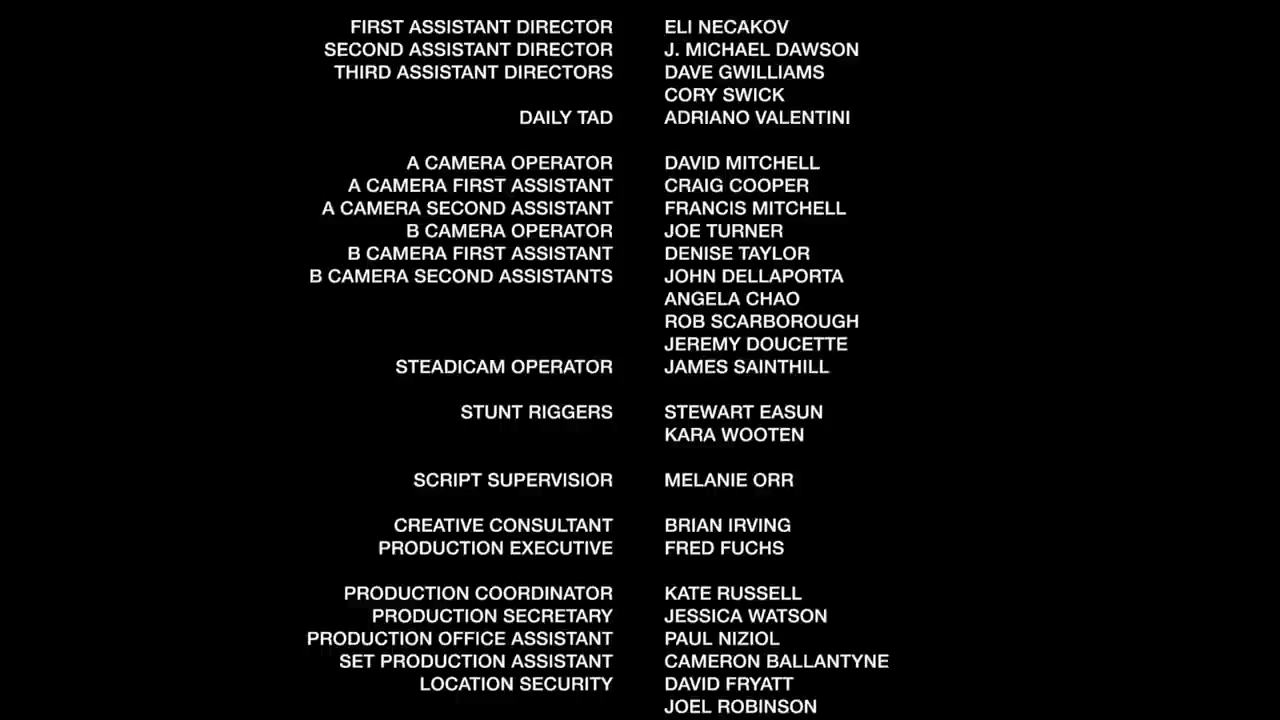 FIRST ASSISTANT DIRECTOR ELI NECAKOV
SECOND ASSISTANT DIRECTOR J. MICHAEL DAWSON
THIRD ASSISTANT DIRECTORS DAVE GWILLIAMS
CORY SWICK
DAILY TAD ADRIANO VALENTINI
A CAMERA OPERATOR DAVID MITCHELL
A CAMERA FIRST ASSISTANT CRAIG COOPER
A CAMERA SECOND ASSISTANT FRANCIS MITCHELL
B CAMERA OPERATOR JOE TURNER
B CAMERA FIRST ASSISTANT DENISE TAYLOR
B CAMERA SECOND ASSISTANTS JOHN DELLAPORTA
ANGELA CHAO
ROB SCARBOROUGH
JEREMY DOUCETTE
STEADICAM OPERATOR JAMES SAINTHILL
STUNT RIGGERS STEWART EASUN
KARA WOOTEN
SCRIPT SUPERVISIOR MELANIE ORR
CREATIVE CONSULTANT BRIAN IRVING
PRODUCTION EXECUTIVE FRED FUCHS
PRODUCTION COORDINATOR KATE RUSSELL
PRODUCTION SECRETARY JESSICA WATSON
PRODUCTION OFFICE ASSISTANT PAUL NIZIOL
SET PRODUCTION ASSISTANT CAMERON BALLANTYNE
LOCATION SECURITY DAVID FRYATT
JOEL ROBINSON